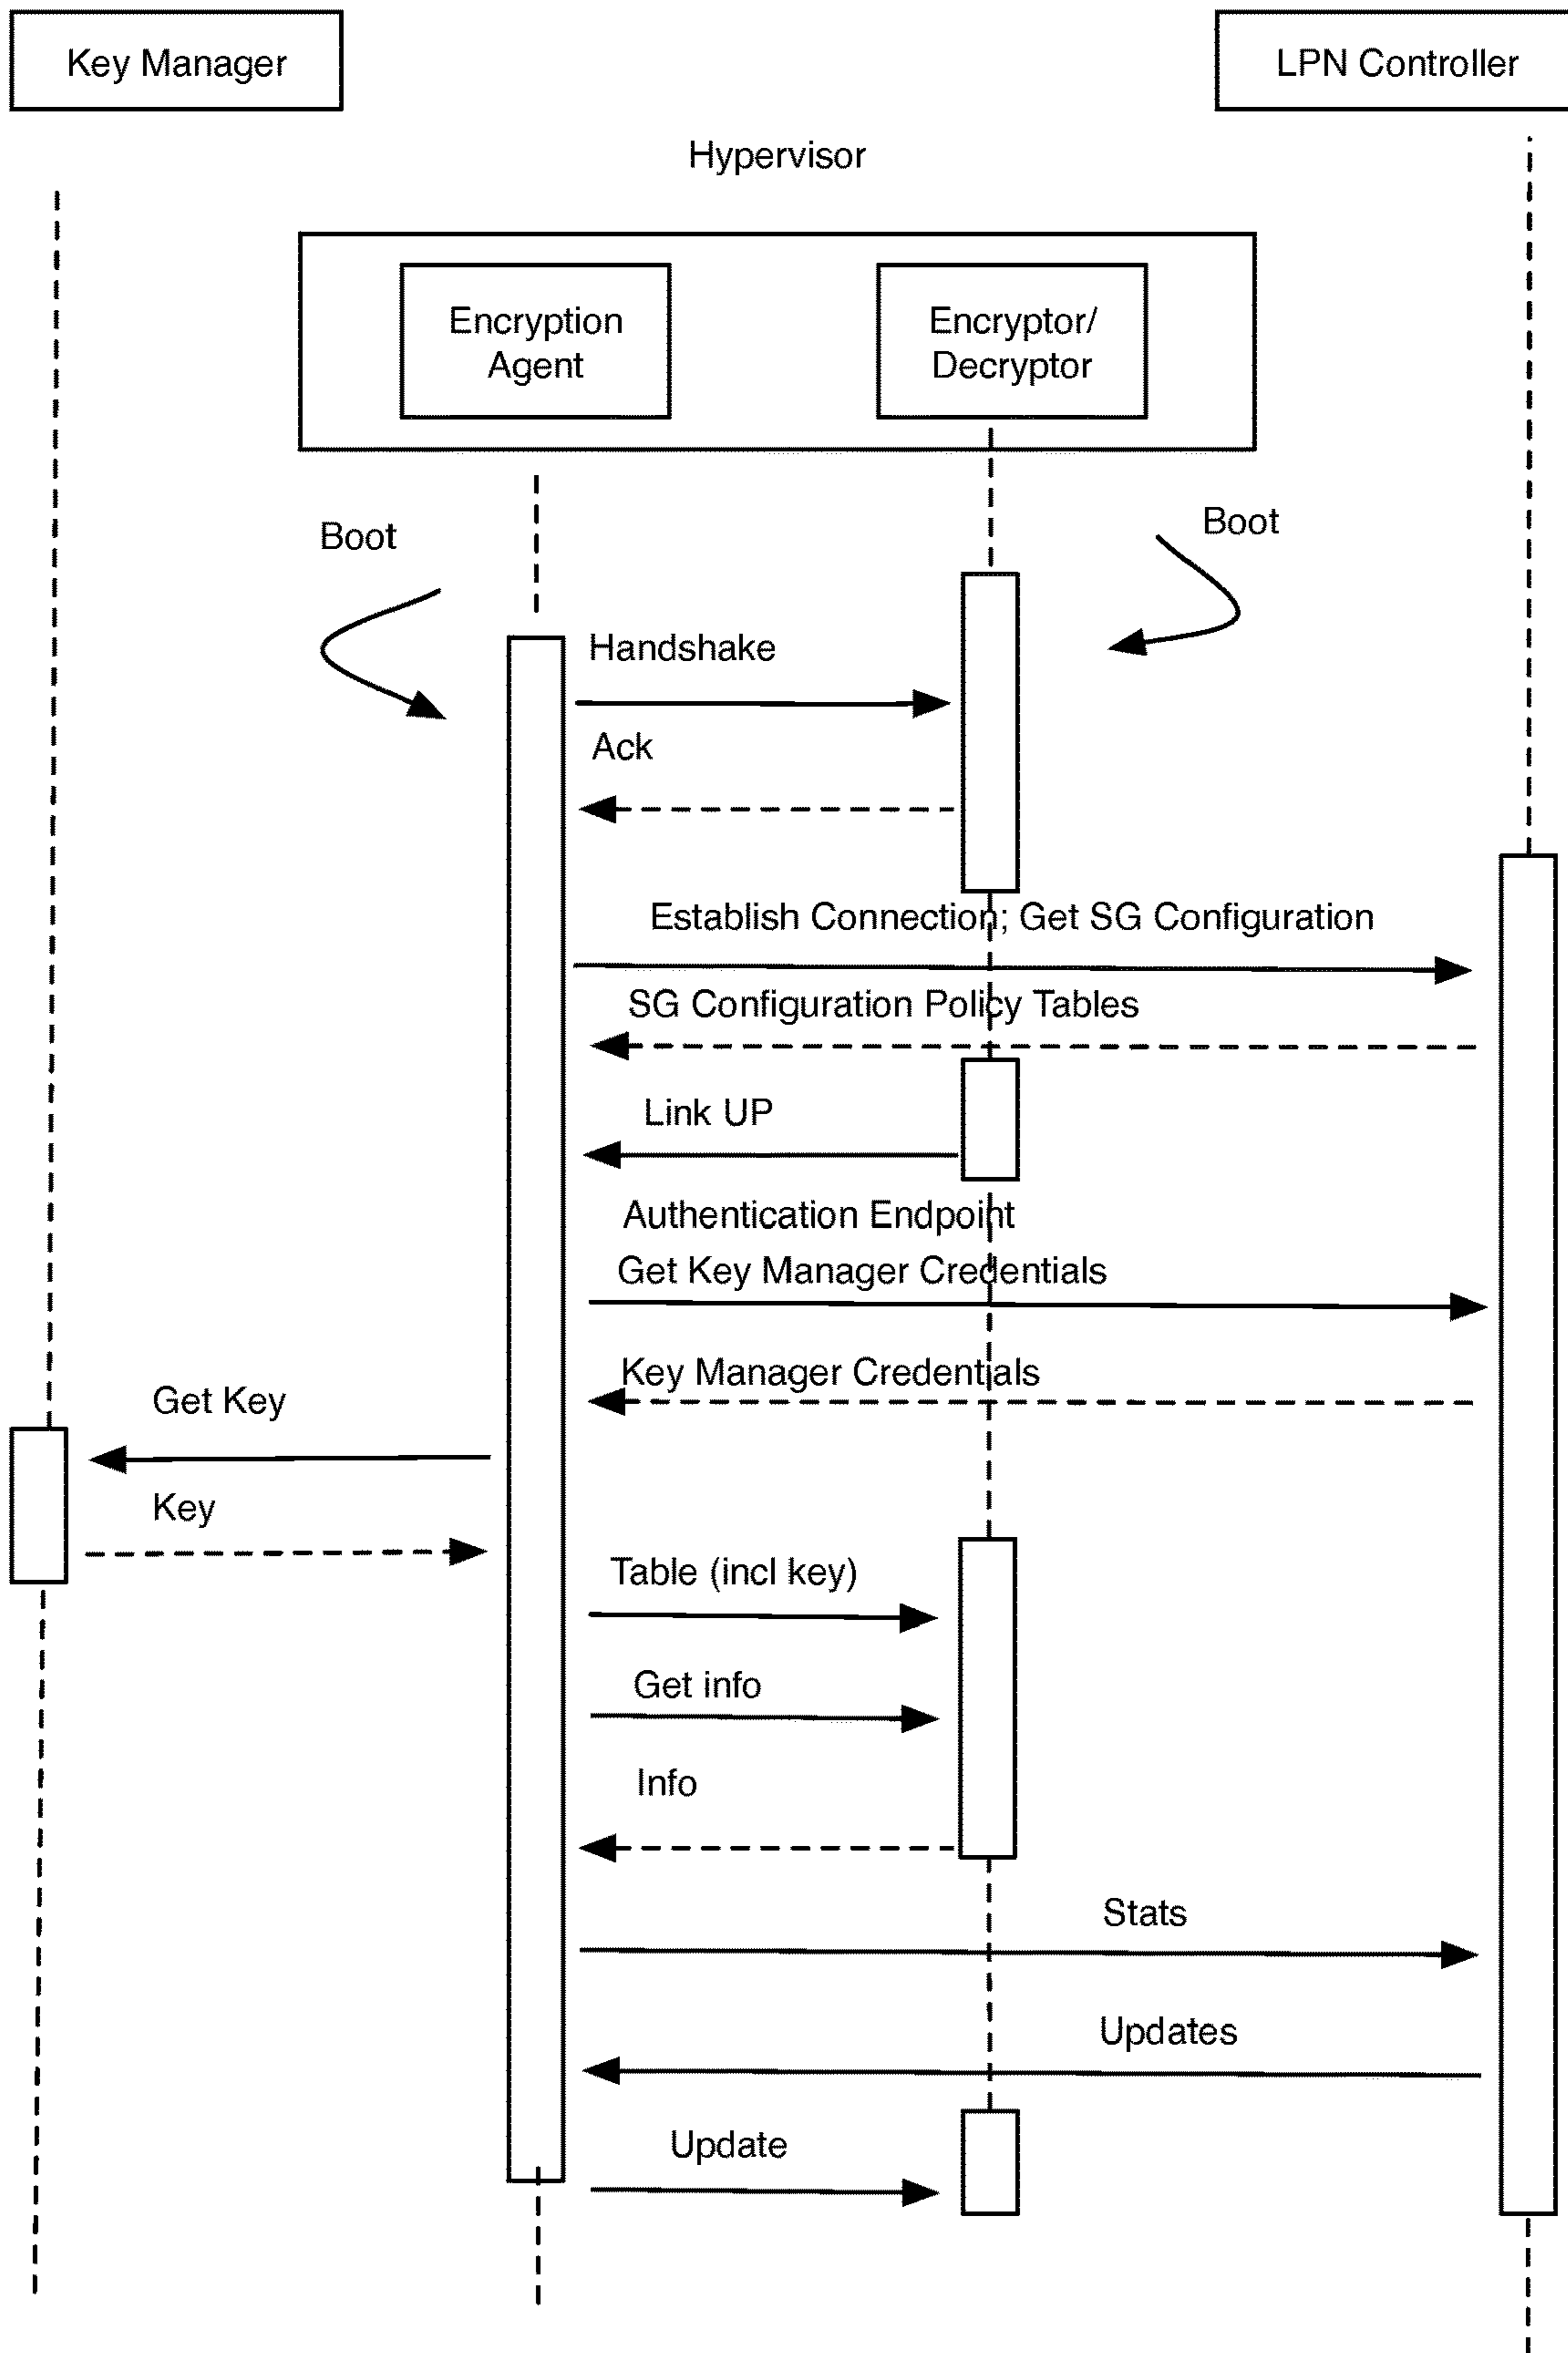 Key Manager
LPN Controller
Hypervisor
Encryption
Agent
Encryptor/
Decryptor
Boot
Boot
Handshake
Ack
Establish Connection; Get SG Configuration
SG Configuration Policy Tables
Link UP
Authentication Endpoint
Get Key Manager Credentials
Key Manager Credentials
Get Key
Key
Table (incl key)
Get info
Info
Stats
Updates
Update